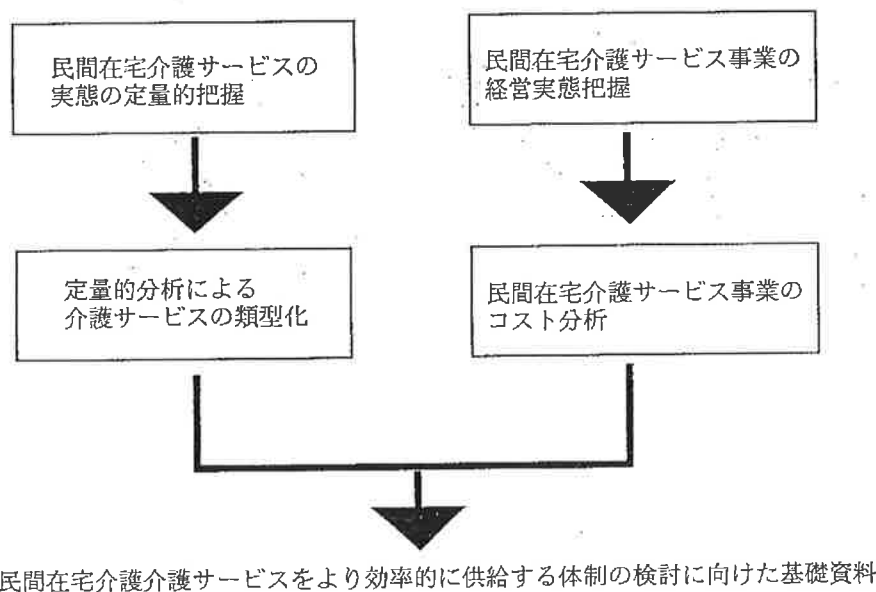 民間在宅介護サービスの
実態の定量的把握
民間在宅介護サービス事業の
経営実態把握
定量的分析による
介護サービスの類型化
民間在宅介護サービス事業の
コスト分析
民間在宅介護介護サービスをより効率的に供給する体制の検討に向けた基礎資料